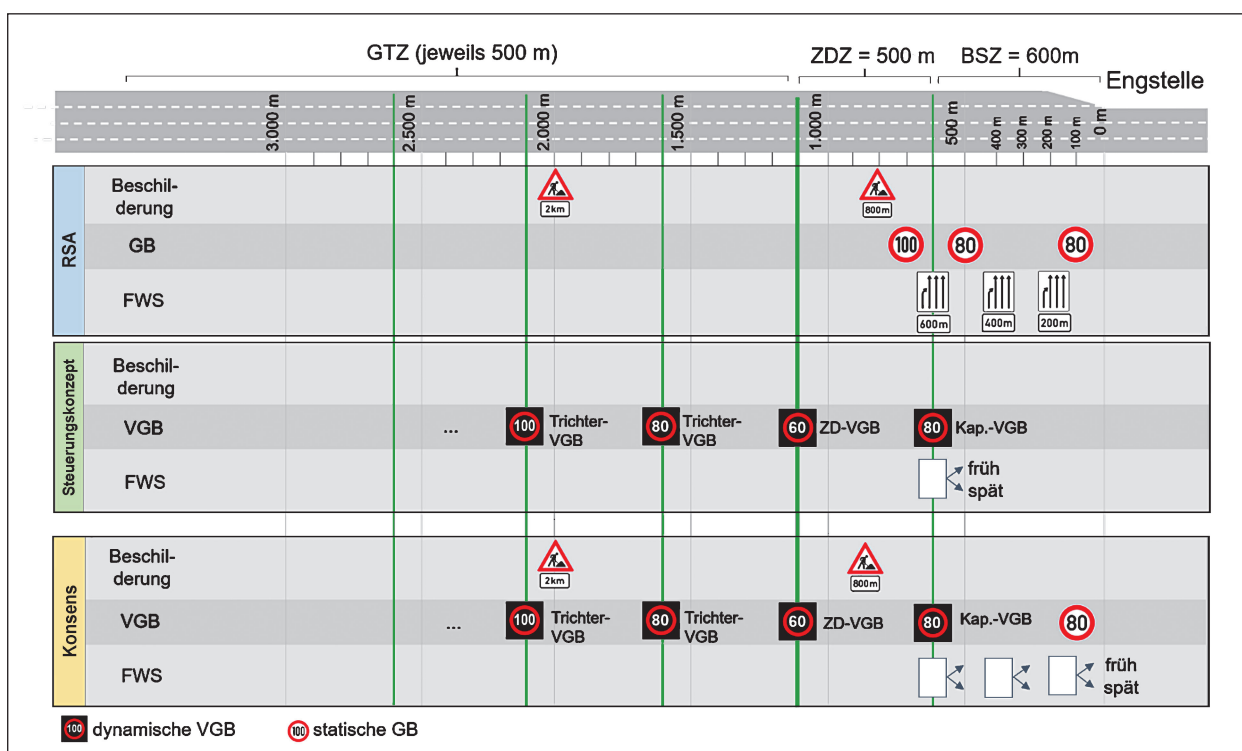 GTZ (jeweils 500 m)
ZDZ = 500 m
BSZ = 600m
Engstelle
3.000 m
2.500 m
2.000 m
1.500 m
1.000 m
500 m
400 m
300 m
200 m
100 m
0 m
RSA
Beschil-
derung
2km
800m
GB
100
80
80
FWS
600m
400m
200m
Steuerungskonzept
Beschil-
derung
VGB
...
100
Trichter-
VGB
80
Trichter-
VGB
60
ZD-VGB
80
Kap.-VGB
FWS
früh
spät
Konsens
Beschil-
derung
2km
800m
VGB
...
100
Trichter-
VGB
80
Trichter-
VGB
60
ZD-VGB
80
Kap.-VGB
80
FWS
früh
spät
100
dynamische VGB
100
statische GB